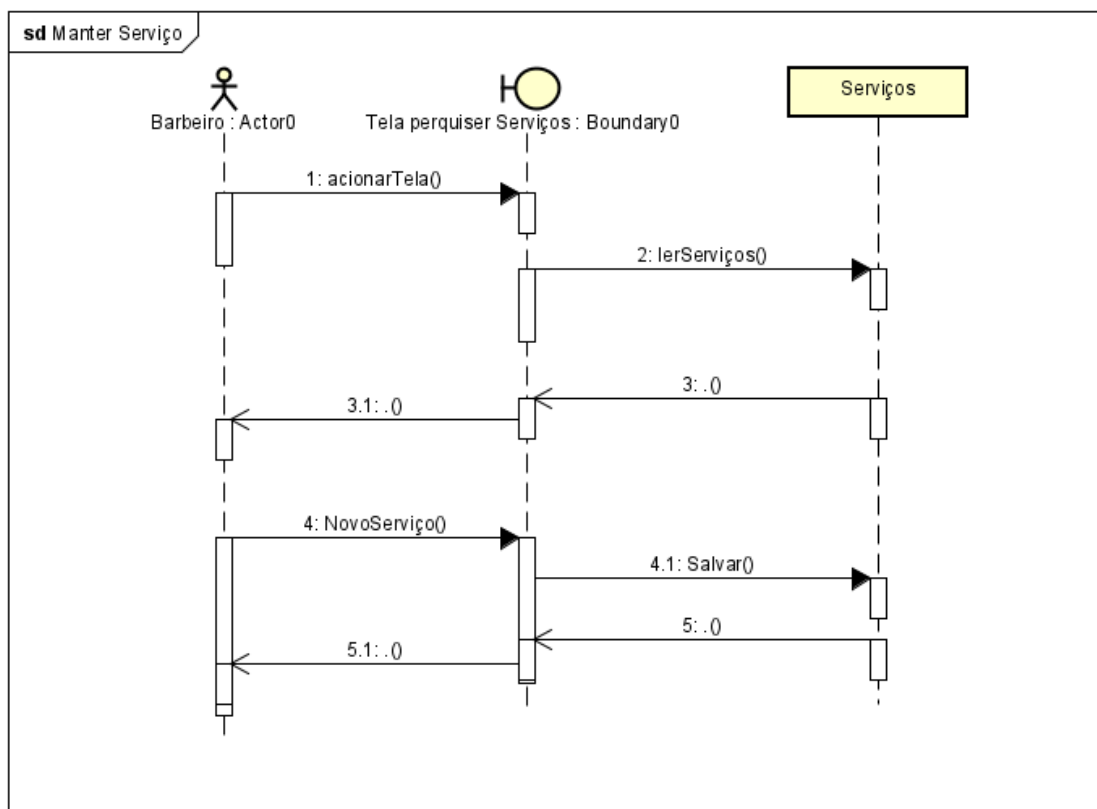 sd Manter Serviço
Barbeiro : Actor0
Tela perquiser Serviços : Boundary0
Serviços
1: acionarTela()
2: lerServiços()
3: .()
3.1: .()
4: NovoServiço()
4.1: Salvar()
5: .()
5.1: .()